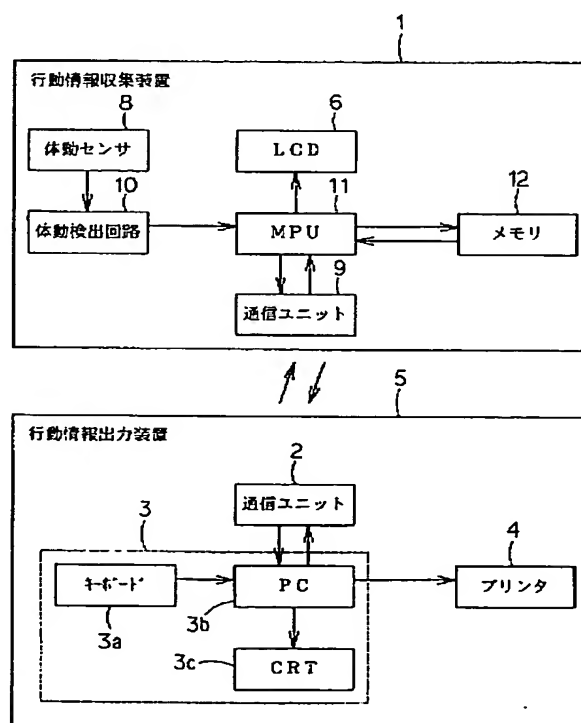 1
行動情報収集装置
8
体動センサ
6
LCD
10
体動検出回路
11
MPU
12
メモリ
9
通信ユニット
5
行動情報出力装置
2
通信ユニット
3
キーボード
3a
PC
3b
4
プリンタ
3c
CRT